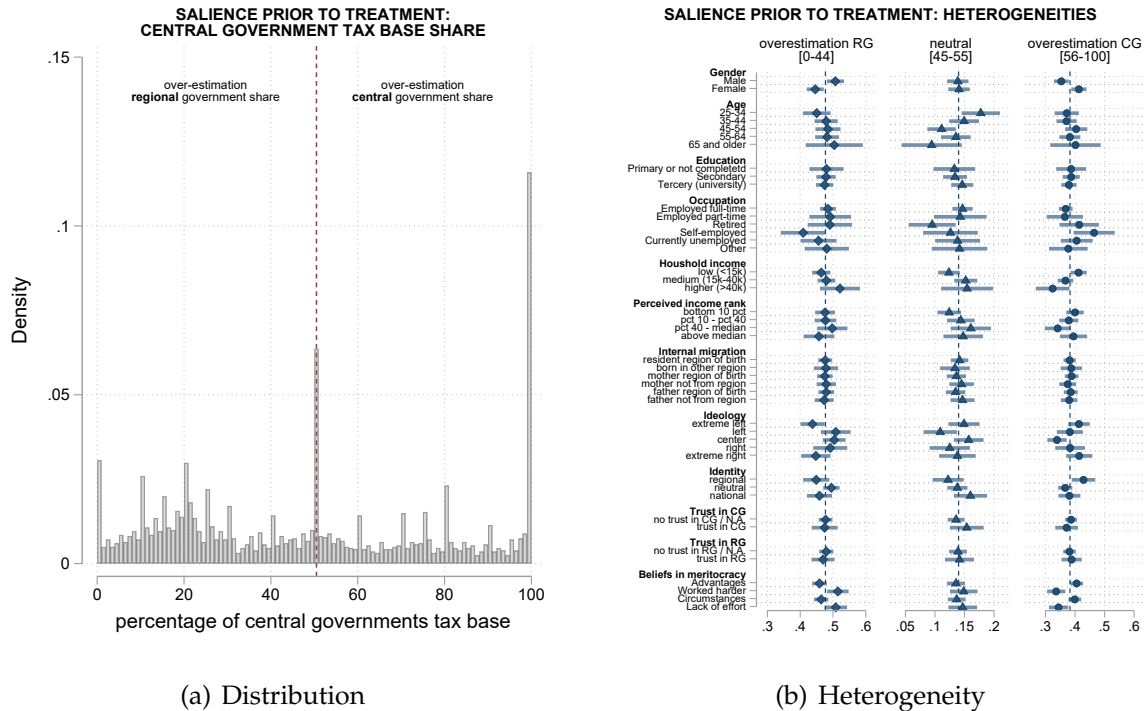 SALIENCE PRIOR TO TREATMENT:
CENTRAL GOVERNMENT TAX BASE SHARE
.15
.1
.05
0
Density
over-estimation
regional government share
over-estimation
central government share
0
20
40
60
80
100
percentage of central governments tax base
(a) Distribution
SALIENCE PRIOR TO TREATMENT: HETEROGENEITIES
overestimation RG
[0-44]
neutral
[45-55]
overestimation CG
[56-100]
Gender
Male
Female
Age
25-34
35-44
45-54
55-64
65 and older
Education
Primary or not completetd
Secondary
Tercery (university)
Occupation
Employed full-time
Employed part-time
Retired
Self-employed
Currently unemployed
Other
Houshold income
low (<15k)
medium (15k-40k)
higher (>40k)
Perceived income rank
bottom 10 pct
pct 10 - pct 40
pct 40 - median
above median
Internal migration
resident region of birth
born in other region
mother region of birth
mother not from region
father region of birth
father not from region
Ideology
extreme left
left
center
right
extreme right
Identity
regional
neutral
national
Trust in CG
no trust in CG / N.A.
trust in CG
Trust in RG
no trust in RG / N.A.
trust in RG
Beliefs in meritocracy
Advantages
Worked harder
Circumstances
Lack of effort
.3 .4 .5 .6
.05 .1 .15 .2
.3 .4 .5 .6
(b) Heterogeneity